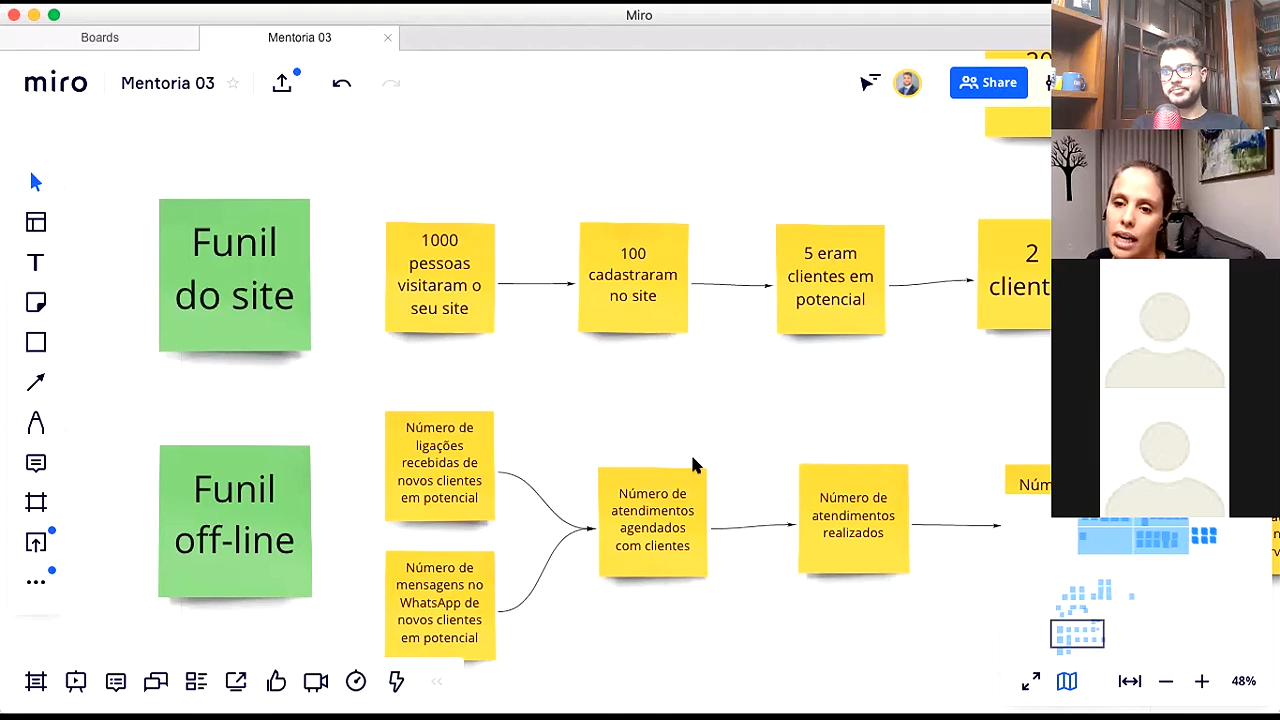 Miro
Boards
Mentoria 03
miro
Mentoria 03
Share
Funil
do site
1000
pessoas
visitaram o
seu site
100
cadastraram
no site
5 eram
clientes em
potencial
2
client
Funil
off-line
Número de
ligações
recebidas de
novos clientes
em potencial
Número de
mensagens no
WhatsApp de
novos clientes
em potencial
Número de
atendimentos
agendados
com clientes
Número de
atendimentos
realizados
Núm
48%